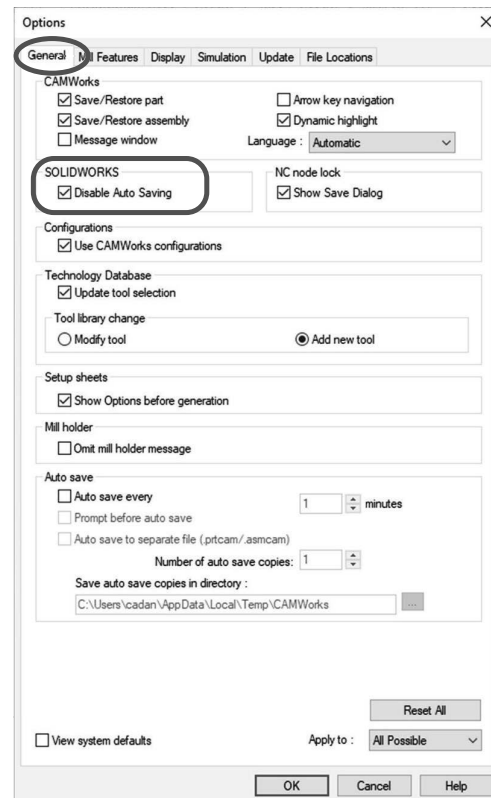 Options
General Mill Features Display Simulation Update File Locations
CAMWorks
Save/Restore part
Arrow key navigation
Save/Restore assembly
Dynamic highlight
Message window
Language : Automatic
SOLIDWORKS
Disable Auto Saving
NC node lock
Show Save Dialog
Configurations
Use CAMWorks configurations
Technology Database
Update tool selection
Tool library change
Modify tool
Add new tool
Setup sheets
Show Options before generation
Mill holder
Omit mill holder message
Auto save
Auto save every 1 minutes
Prompt before auto save
Auto save to separate file (.prtcam/.asmcam)
Number of auto save copies: 1
Save auto save copies in directory :
C:\Users\cadan\AppData\Local\Temp\CAMWorks ...
Reset All
View system defaults
Apply to : All Possible
OK Cancel Help